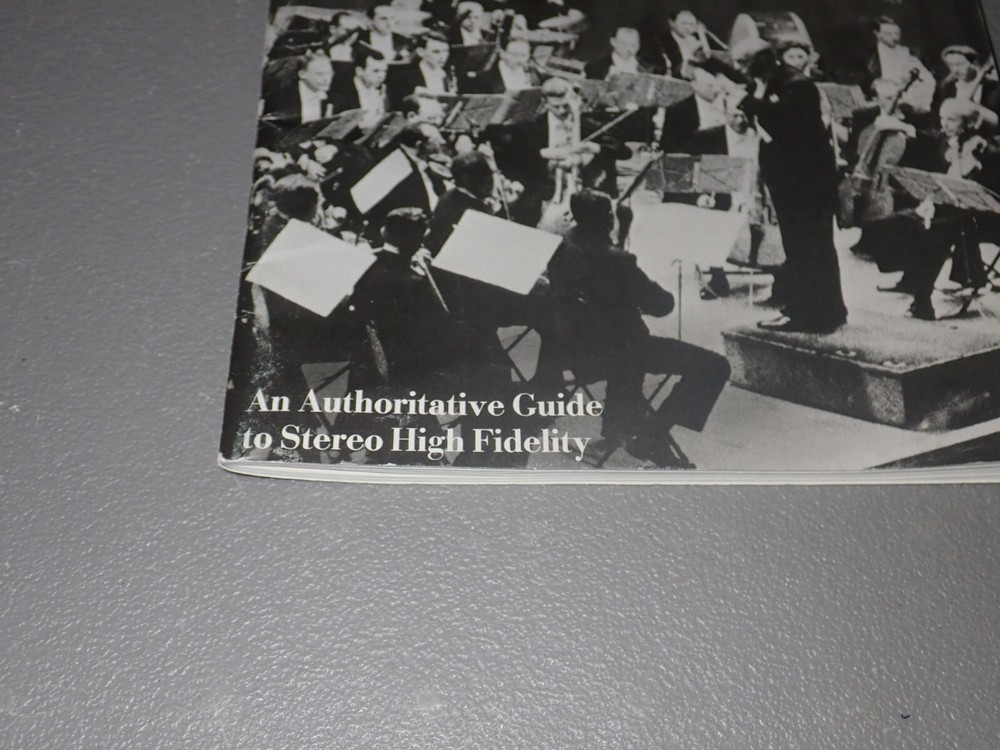 An Authoritative Guide
to Stereo High Fidelity